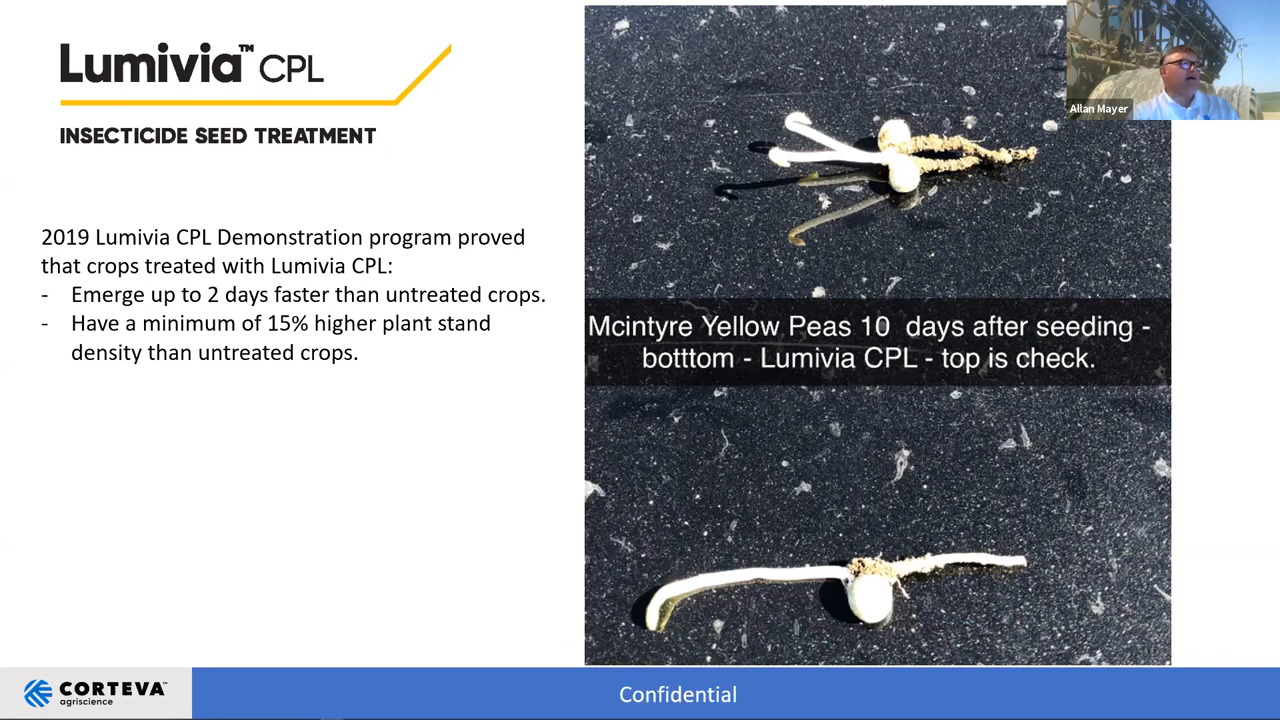 Lumivia™ CPL
INSECTICIDE SEED TREATMENT
2019 Lumivia CPL Demonstration program proved
that crops treated with Lumivia CPL:
- Emerge up to 2 days faster than untreated crops.
- Have a minimum of 15% higher plant stand
density than untreated crops.
Allan Mayer
Mcintyre Yellow Peas 10 days after seeding -
botttom - Lumivia CPL - top is check.
CORTEVA™
agriscience
Confidential